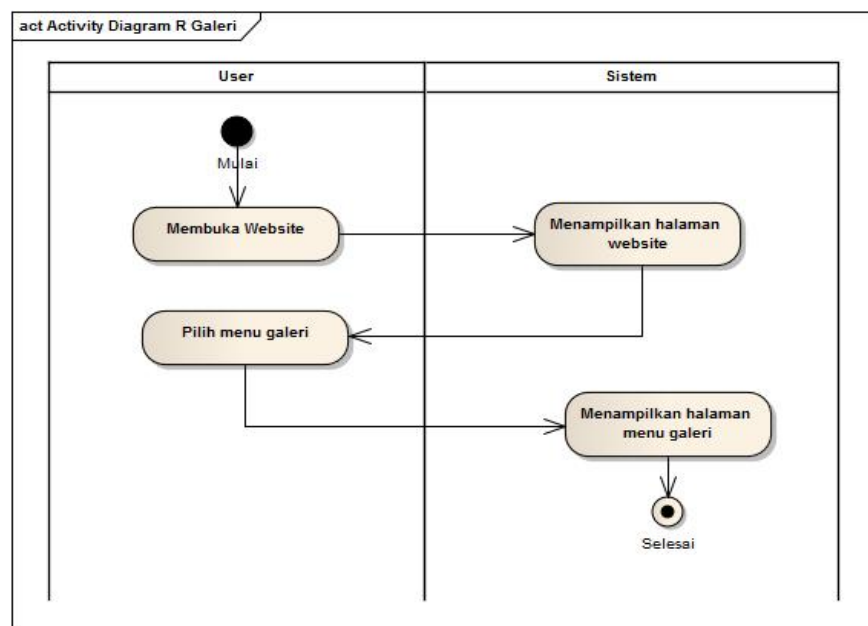 act Activity Diagram R Galeri
User
Sistem
Mulai
Membuka Website
Menampilkan halaman
website
Pilih menu galeri
Menampilkan halaman
menu galeri
Selesai